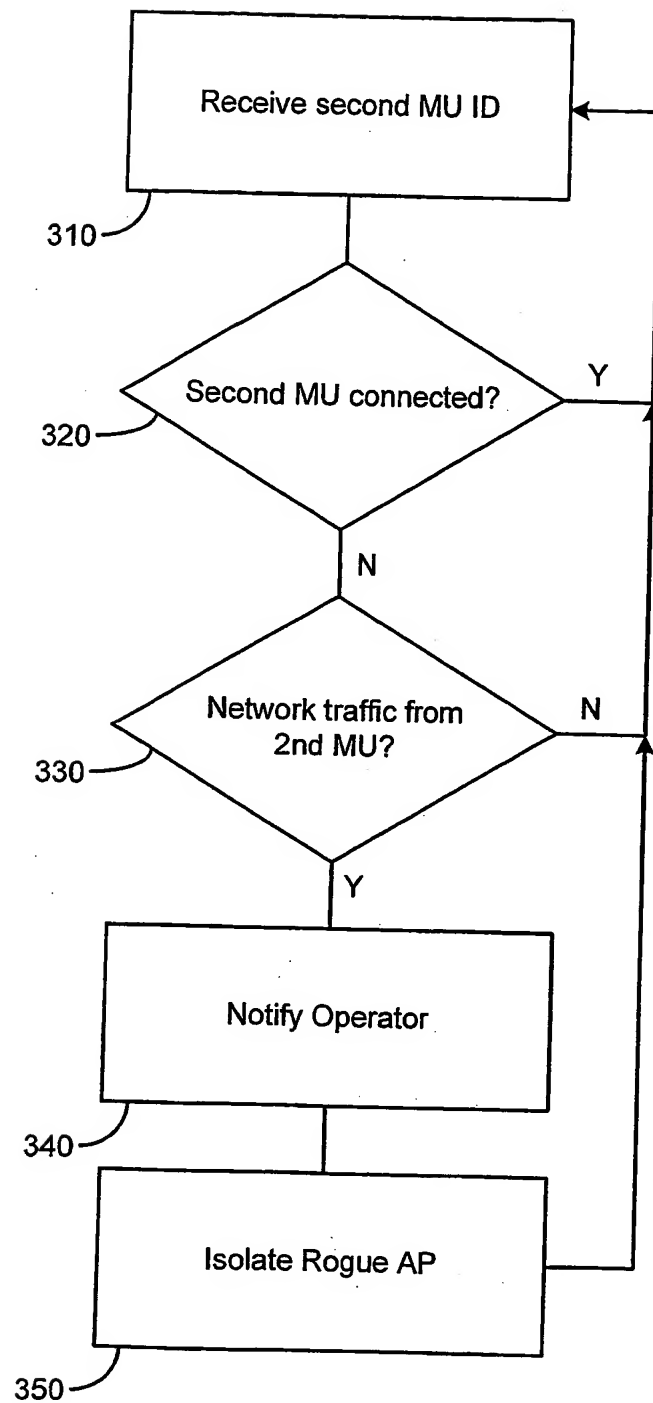 Receive second MU ID
310
Second MU connected?
Y
320
N
Network traffic from
2nd MU?
N
330
Y
Notify Operator
340
Isolate Rogue AP
350